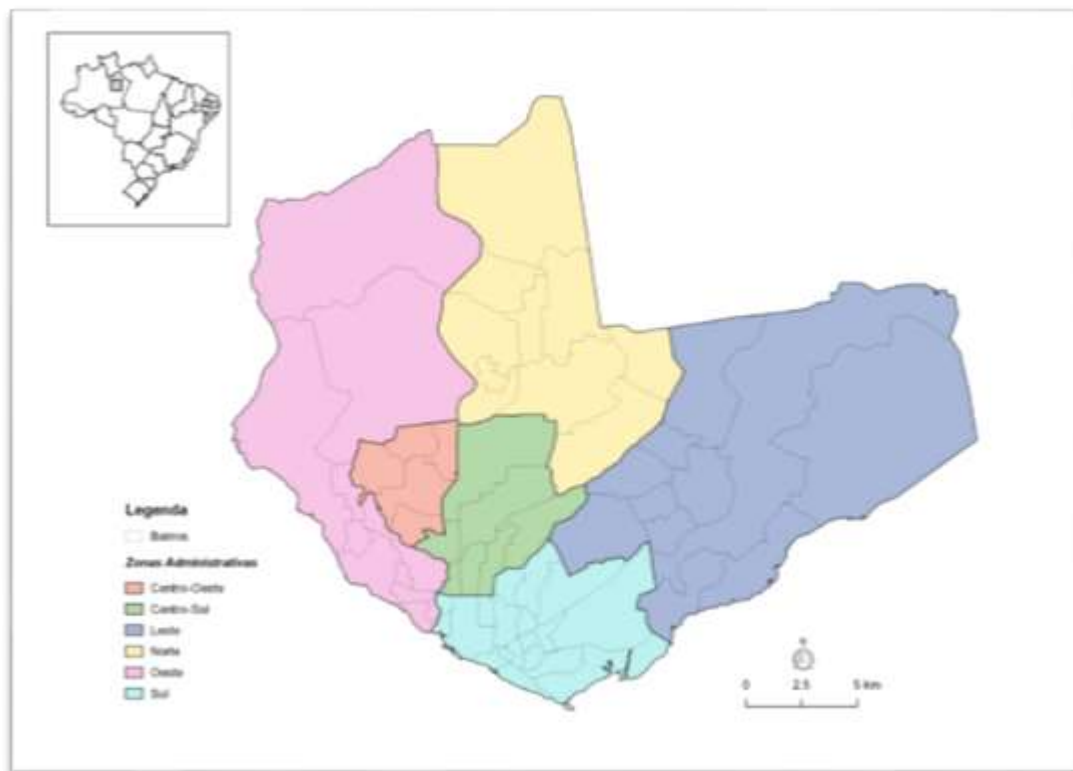 Legenda
Bairros
Zonas Administrativas
Centro-Oeste
Centro-Sul
Leste
Norte
Oeste
Sul
0 2.5 5 km